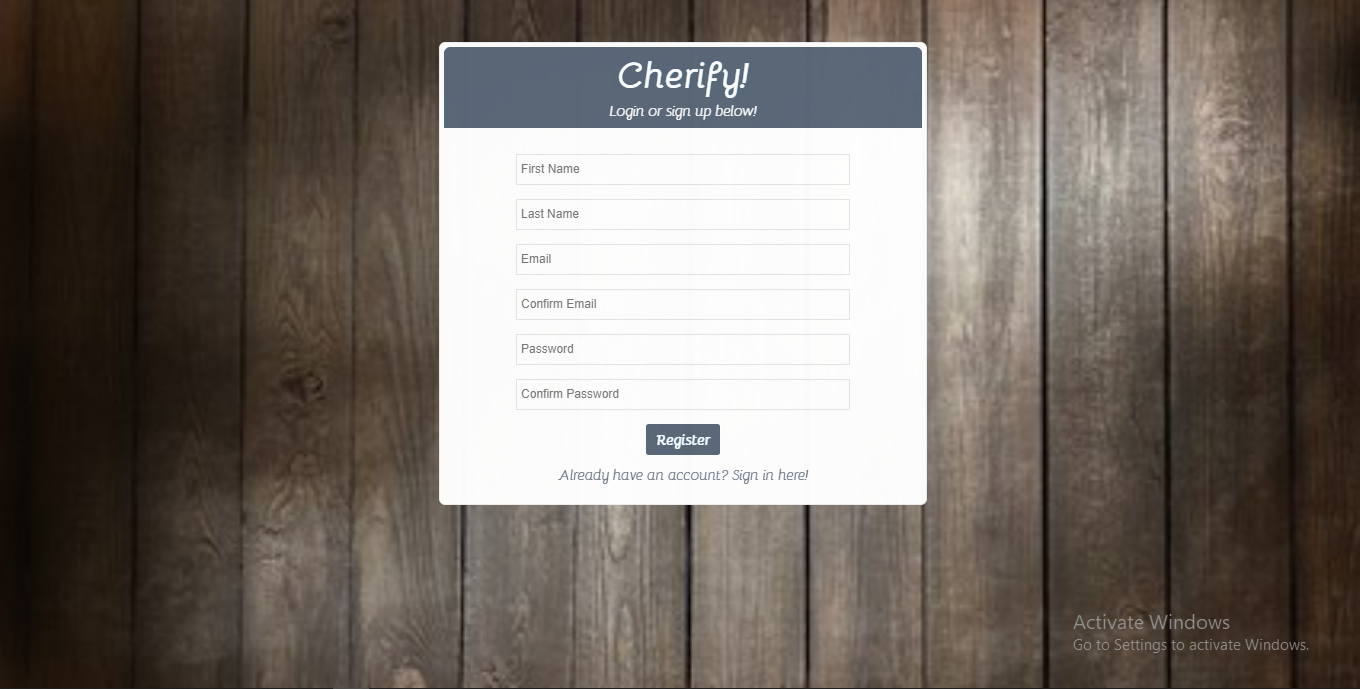 Cherify!
Login or sign up below!
First Name
Last Name
Email
Confirm Email
Password
Confirm Password
Register
Already have an account? Sign in here!
Activate Windows
Go to Settings to activate Windows.